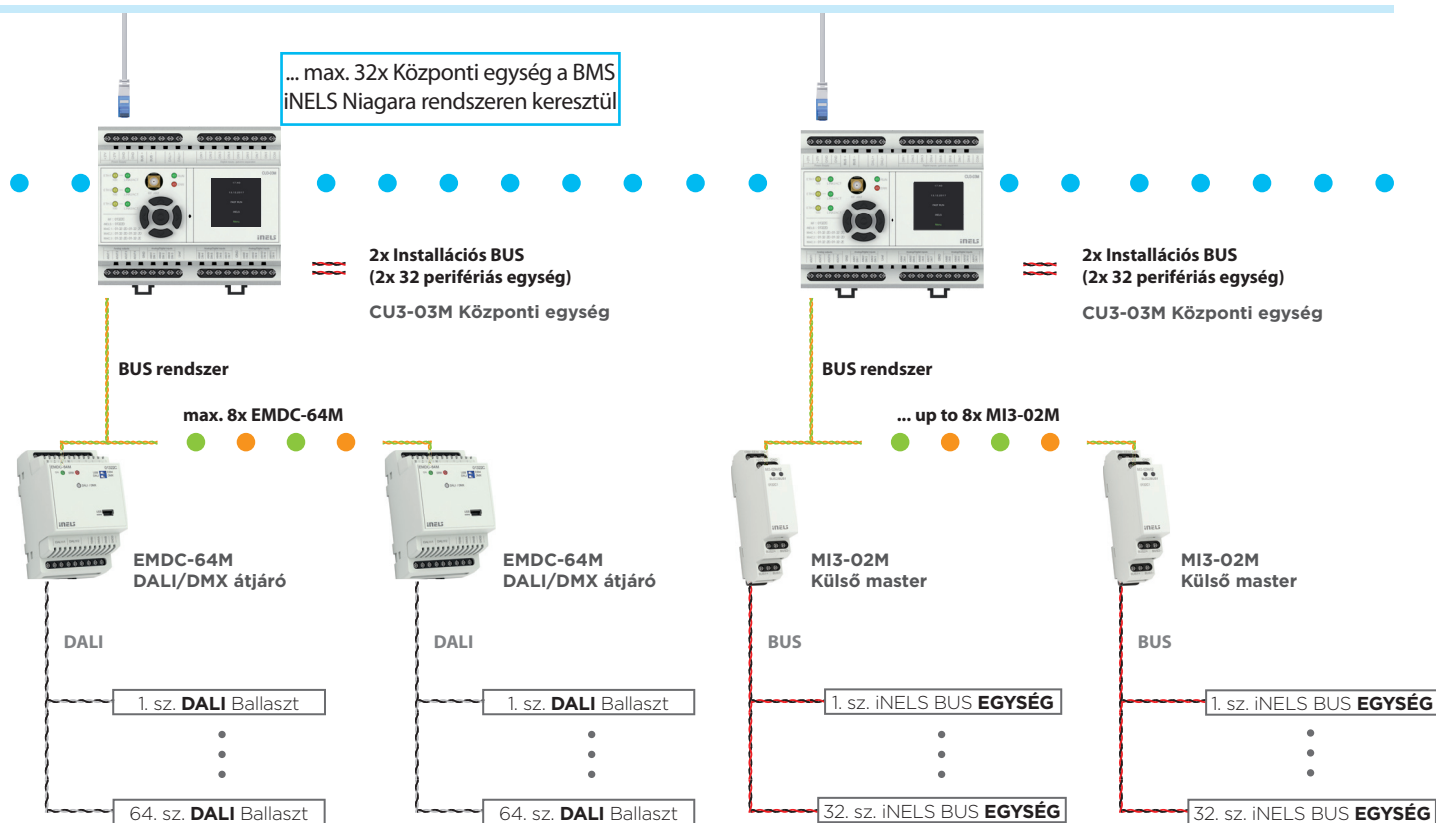 ... max. 32x Központi egység a BMS
iNELS Niagara rendszeren keresztül
2x Installációs BUS
(2x 32 perifériás egység)
CU3-03M Központi egység
2x Installációs BUS
(2x 32 perifériás egység)
CU3-03M Központi egység
BUS rendszer
BUS rendszer
max. 8x EMDC-64M
... up to 8x MI3-02M
EMDC-64M
DALI/DMX átjáró
EMDC-64M
DALI/DMX átjáró
MI3-02M
Külső master
MI3-02M
Külső master
DALI
DALI
BUS
BUS
1. sz. DALI Ballaszt
1. sz. DALI Ballaszt
1. sz. iNELS BUS EGYSÉG
1. sz. iNELS BUS EGYSÉG
64. sz. DALI Ballaszt
64. sz. DALI Ballaszt
32. sz. iNELS BUS EGYSÉG
32. sz. iNELS BUS EGYSÉG